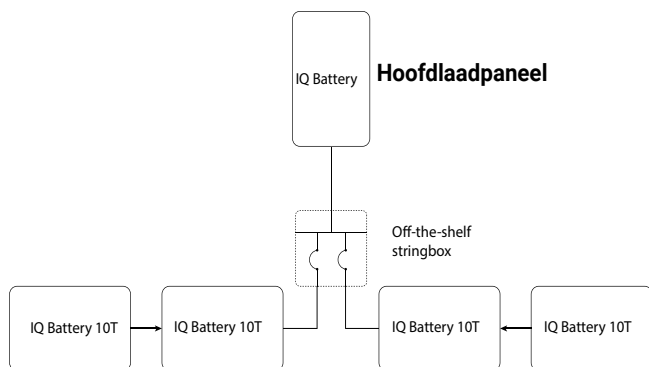 IQ Battery
Hoofdlaadpaneel
Off-the-shelf
stringbox
IQ Battery 10T
IQ Battery 10T
IQ Battery 10T
IQ Battery 10T